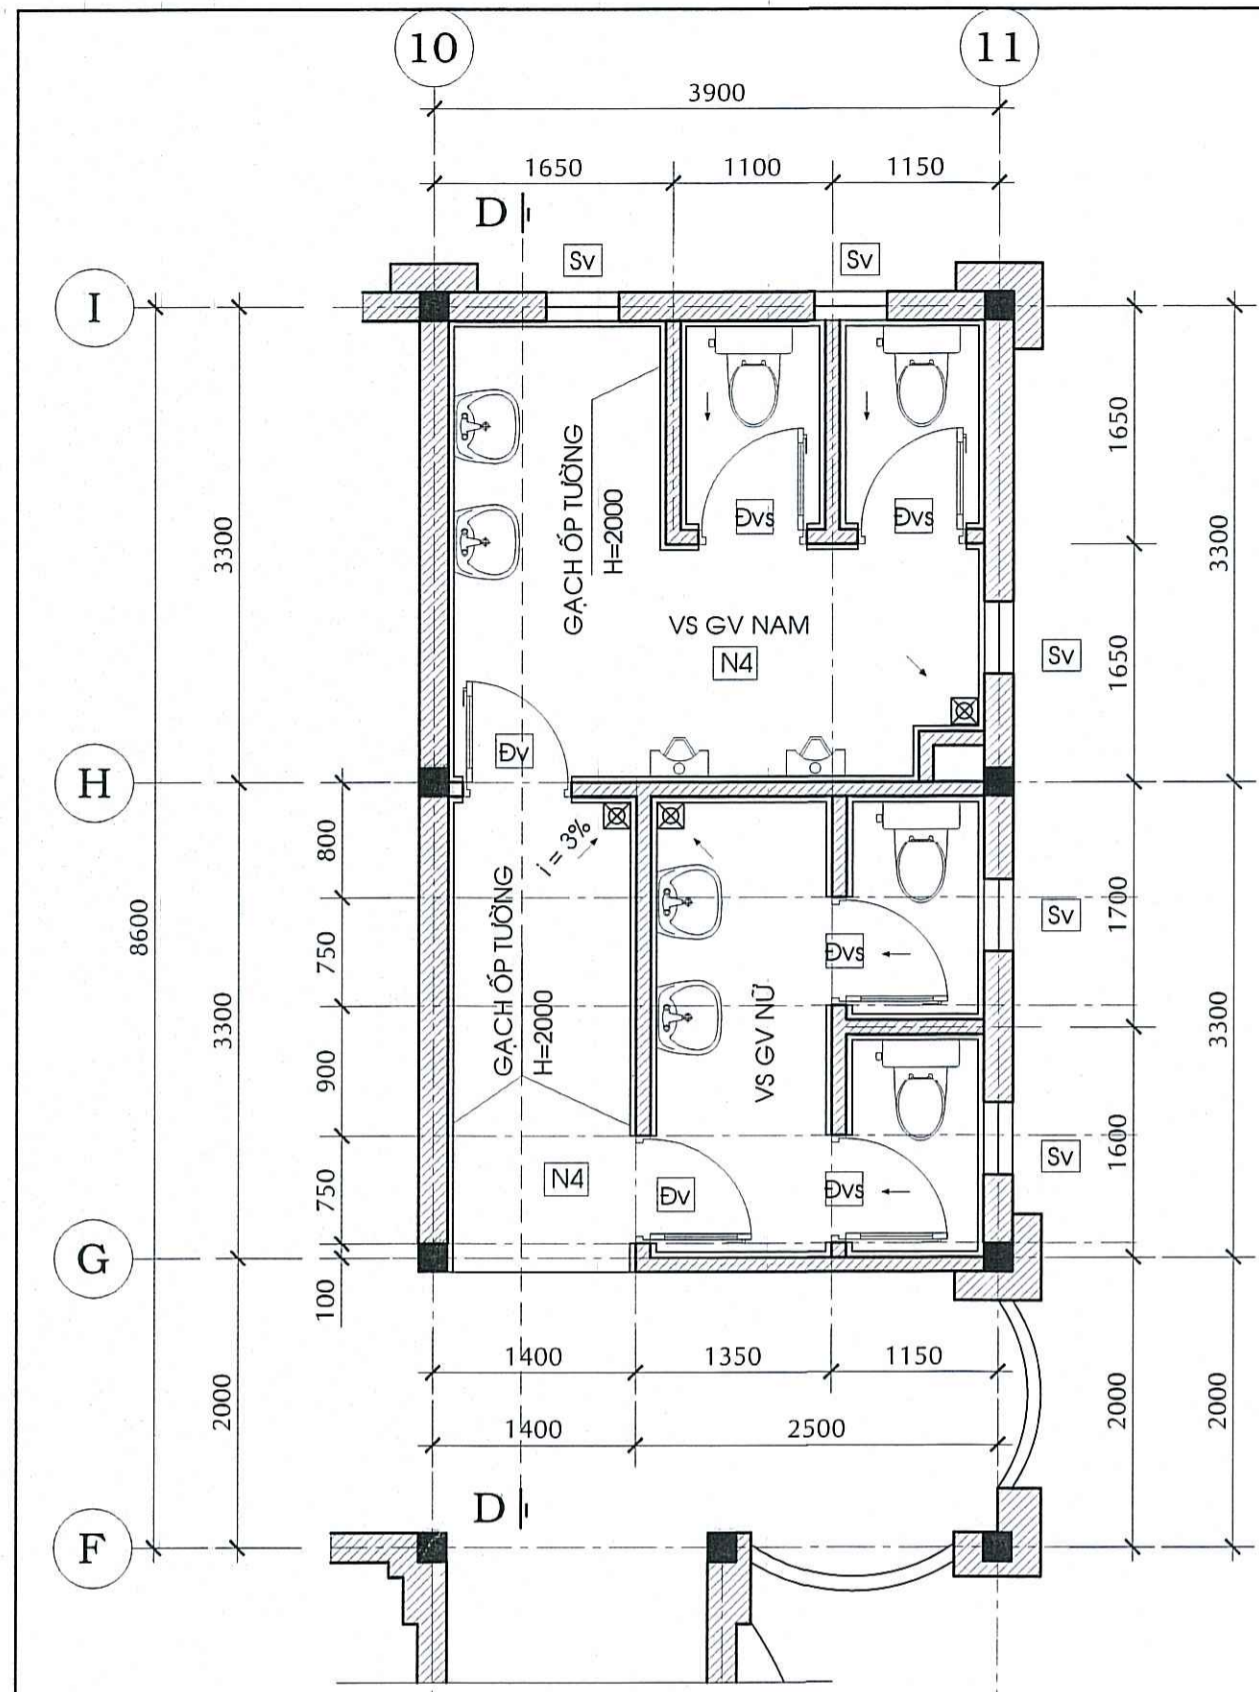 10
11
3900
1650
1100
1150
D
Sv
Sv
I
GẠCH ỐP TƯỜNG
H=2000
Đvs
Đvs
1650
3300
3300
VS GV NAM
N4
Sv
1650
Đv
H
i = 3%
800
GẠCH ỐP TƯỜNG
H=2000
8600
750
Đvs
Sv
1700
3300
VS GV NỮ
3300
900
750
N4
Đv
Đvs
Sv
1600
G
100
1400
1350
1150
2000
1400
2500
2000
2000
D
F